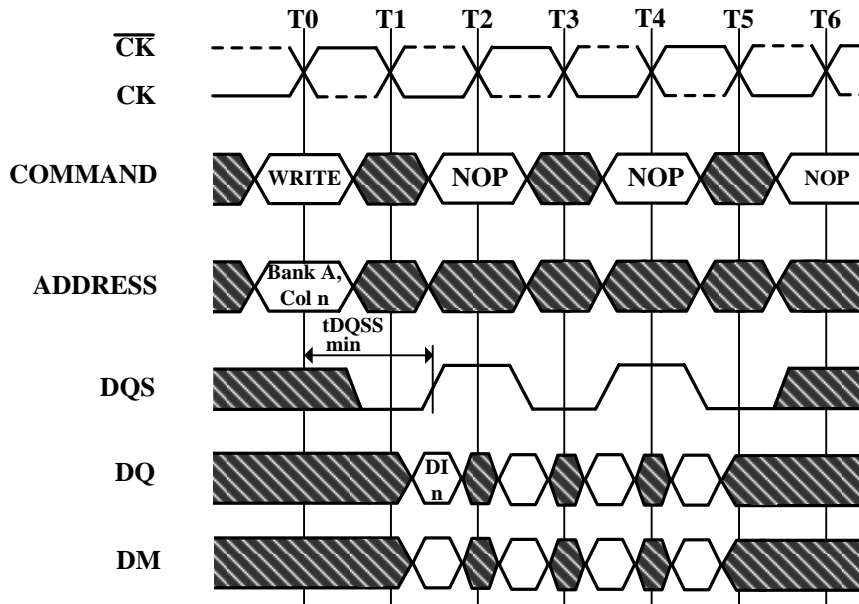 T0 T1 T2 T3 T4 T5 T6
CK
CK
COMMAND WRITE NOP NOP NOP
ADDRESS Bank A,
Col n
tDQSS
min
DQS
DQ DI
n
DM